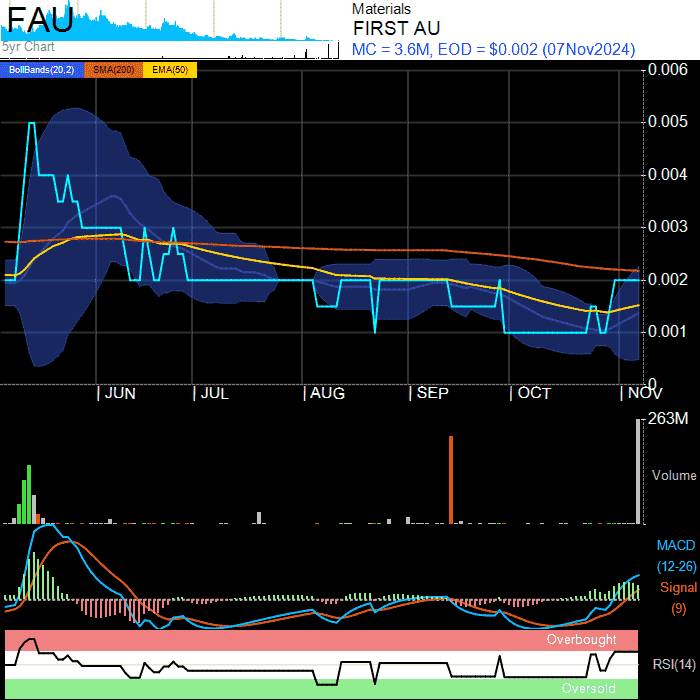 FAU
5yr Chart
Materials
FIRST AU
MC = 3.6M, EOD = $0.002 (07Nov2024)
BollBands(20,2) SMA(200) EMA(50)
0.006
0.005
0.004
0.003
0.002
0.001
0
JUN JUL AUG SEP OCT NOV
263M
Volume
MACD
(12-26)
Signal
(9)
Overbought
RSI(14)
Oversold